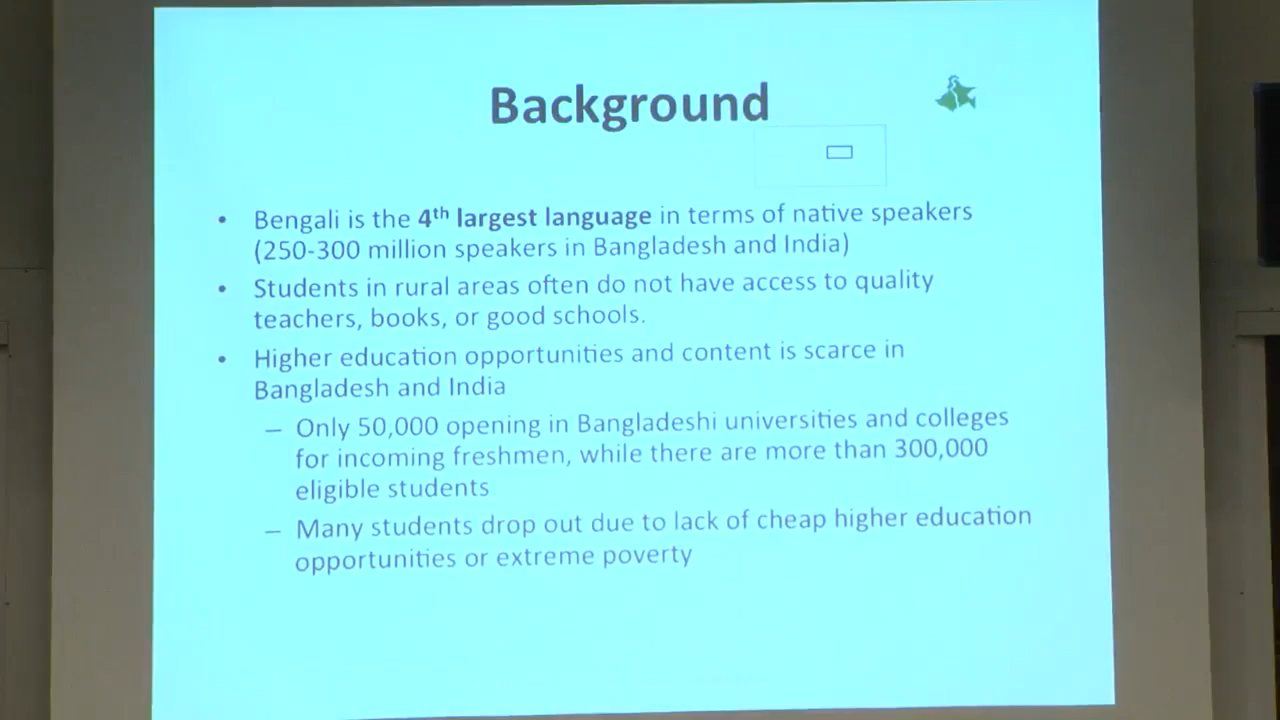 Background
• Bengali is the 4th largest language in terms of native speakers
(250-300 million speakers in Bangladesh and India)
• Students in rural areas often do not have access to quality
teachers, books, or good schools.
• Higher education opportunities and content is scarce in
Bangladesh and India
– Only 50,000 opening in Bangladeshi universities and colleges
for incoming freshmen, while there are more than 300,000
eligible students
– Many students drop out due to lack of cheap higher education
opportunities or extreme poverty